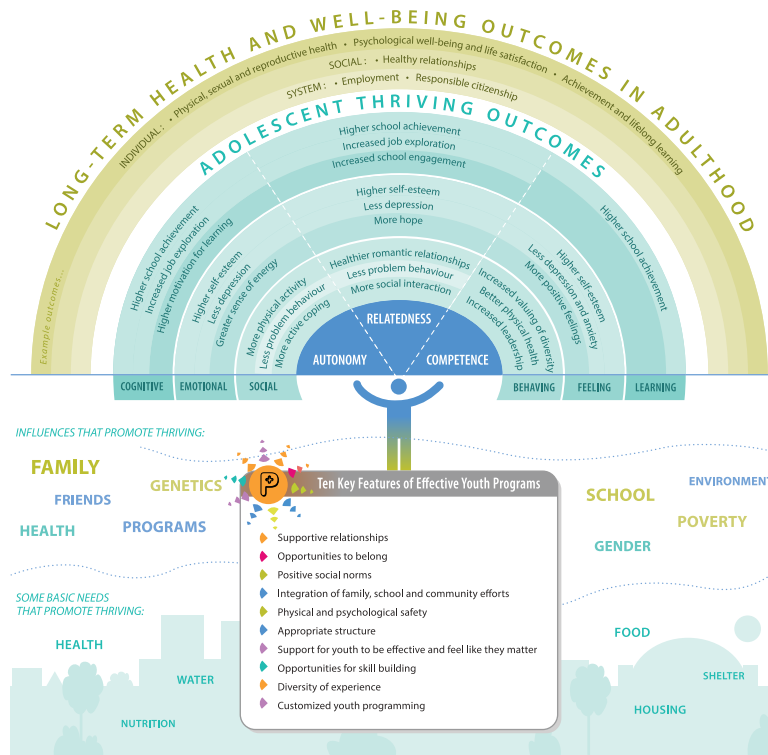 LONG-TERM HEALTH AND WELL-BEING OUTCOMES IN ADULTHOOD
INDIVIDUAL : • Physical, sexual and reproductive health • Psychological well-being and life satisfaction • Achievement and lifelong learning
SOCIAL : • Healthy relationships
SYSTEM : • Employment • Responsible citizenship
Example outcomes...
ADOLESCENT THRIVING OUTCOMES
Higher school achievement
Increased job exploration
Higher motivation for learning
Higher school achievement
Increased job exploration
Increased school engagement
Higher school achievement
Higher self-esteem
Less depression
Greater sense of energy
Higher self-esteem
Less depression
More hope
Higher self-esteem
Less depression and anxiety
More positive feelings
More physical activity
Less problem behaviour
More active coping
Healthier romantic relationships
Less problem behaviour
More social interaction
Increased valuing of diversity
Better physical health
Increased leadership
RELATEDNESS
AUTONOMY
COMPETENCE
COGNITIVE
EMOTIONAL
SOCIAL
BEHAVING
FEELING
LEARNING
INFLUENCES THAT PROMOTE THRIVING:
FAMILY
GENETICS
FRIENDS
HEALTH
PROGRAMS
ENVIRONMENT
SCHOOL
POVERTY
GENDER
P
Ten Key Features of Effective Youth Programs
Supportive relationships
Opportunities to belong
Positive social norms
Integration of family, school and community efforts
Physical and psychological safety
Appropriate structure
Support for youth to be effective and feel like they matter
Opportunities for skill building
Diversity of experience
Customized youth programming
SOME BASIC NEEDS
THAT PROMOTE THRIVING:
HEALTH
WATER
NUTRITION
FOOD
SHELTER
HOUSING